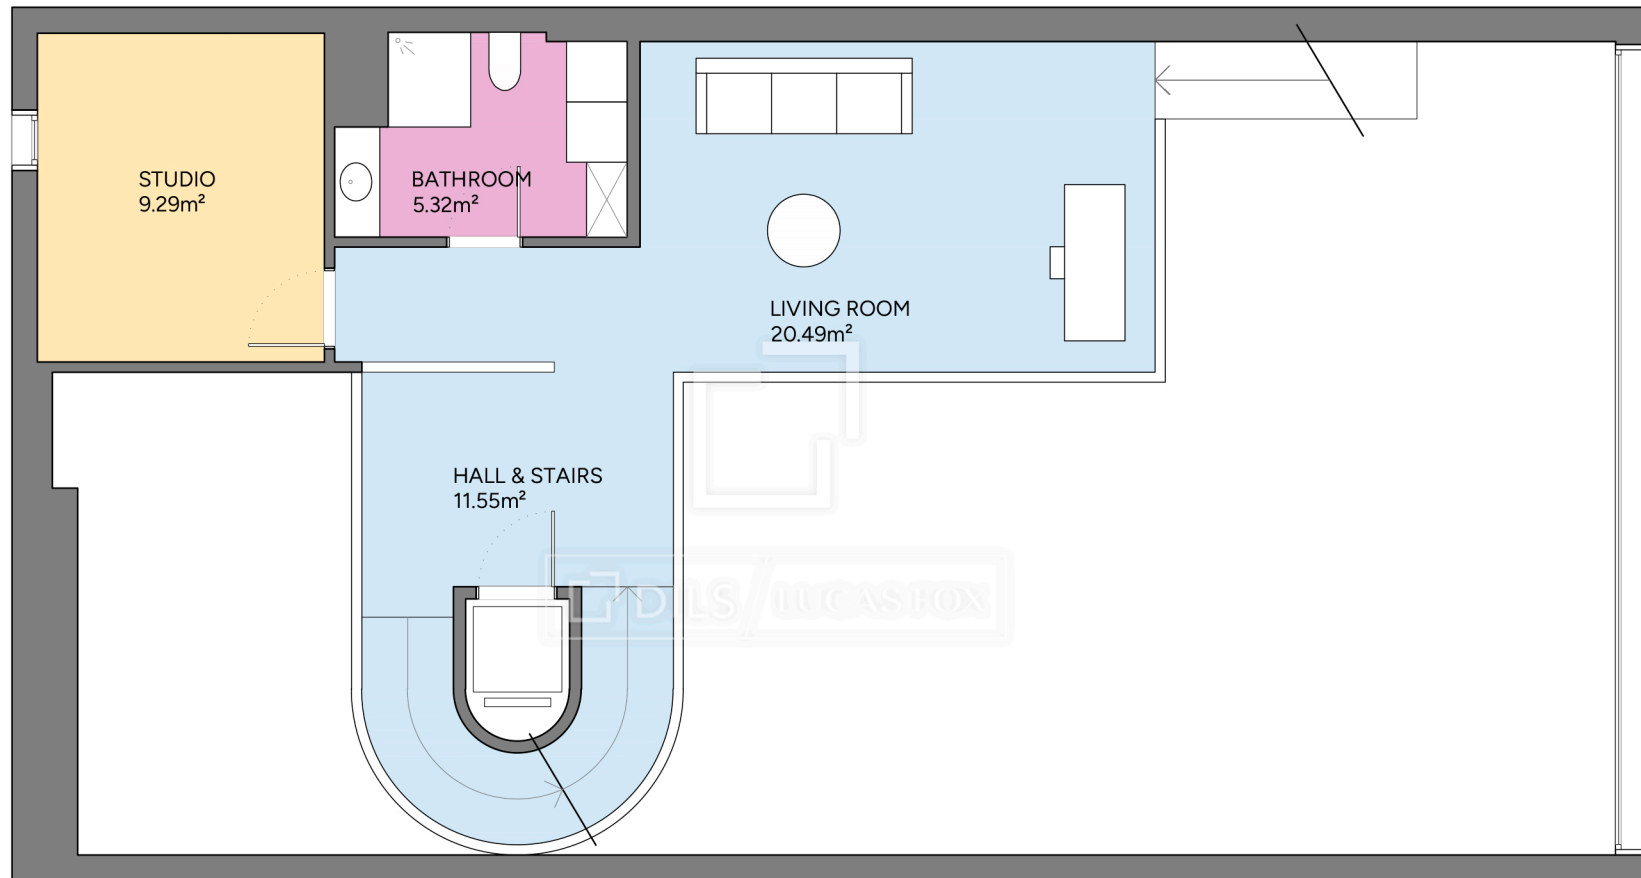 STUDIO
9.29m²
BATHROOM
5.32m²
LIVING ROOM
20.49m²
HALL & STAIRS
11.55m²
DILS / LUCAS FOX